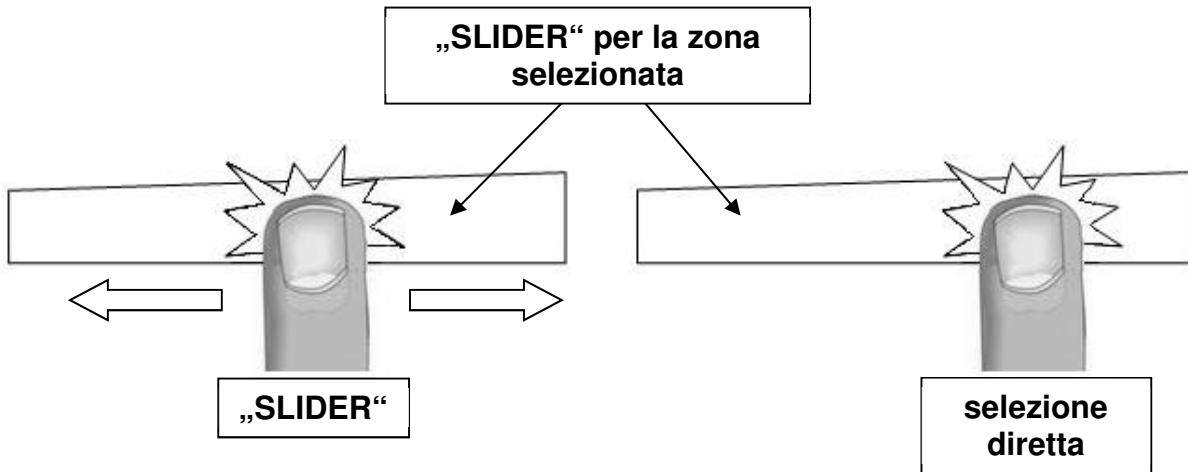 „SLIDER“ per la zona
selezionata
„SLIDER“
selezione
diretta